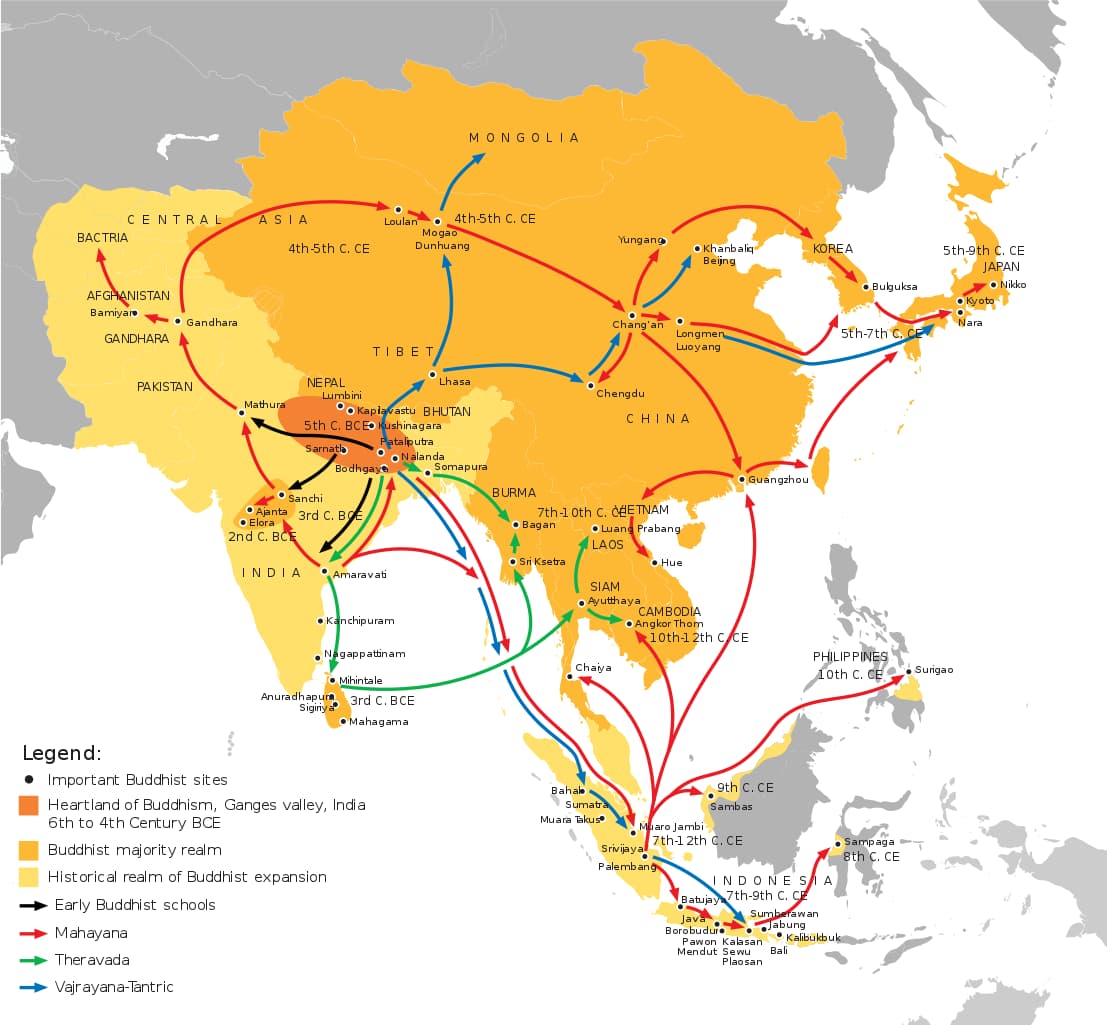 MONGOLIA
CENTRAL ASIA
BACTRIA
Loulan
Mogao
Dunhuang
4th-5th C. CE
4th-5th C. CE
Yungang
Khanbaliq
Beijing
KOREA
5th-9th C. CE
JAPAN
Nikko
Bulguksa
Kyoto
Nara
AFGHANISTAN
Bamiyan
Gandhara
GANDHARA
Chang'an
Longmen
Luoyang
5th-7th C. CE
TIBET
Lhasa
Chengdu
PAKISTAN
NEPAL
Lumbini
Mathura
Kapilavastu
BHUTAN
5th C. BCE
Kushinagara
CHINA
Sarnath
Pataliputra
Nalanda
Bodhgaya
Somapura
Guangzhou
Sanchi
BURMA
Ajanta
3rd C. BCE
Elora
7th-10th C. CE
VIETNAM
Bagan
Luang Prabang
2nd C. BCE
LAOS
INDIA
Amaravati
Sri Ksetra
Hue
SIAM
Ayutthaya
CAMBODIA
Angkor Thom
10th-12th C. CE
Kanchipuram
Nagappattinam
PHILIPPINES
10th C. CE
Surigao
Chaiya
Mihintale
Anuradhapura
Sigiriya
3rd C. BCE
Mahagama
Bahal
Sumatra
Muara Takus
9th C. CE
Sambas
Muaro Jambi
7th-12th C. CE
Srivijaya
Palembang
Sampaga
8th C. CE
INDONESIA
7th-9th C. CE
Batujaya
Java
Sumberawan
Jabung
Borobudur
Kalibukbuk
Pawon
Mendut
Kalasan
Sewu
Plaosan
Bali
Legend:
Important Buddhist sites
Heartland of Buddhism, Ganges valley, India
6th to 4th Century BCE
Buddhist majority realm
Historical realm of Buddhist expansion
Early Buddhist schools
Mahayana
Theravada
Vajrayana-Tantric